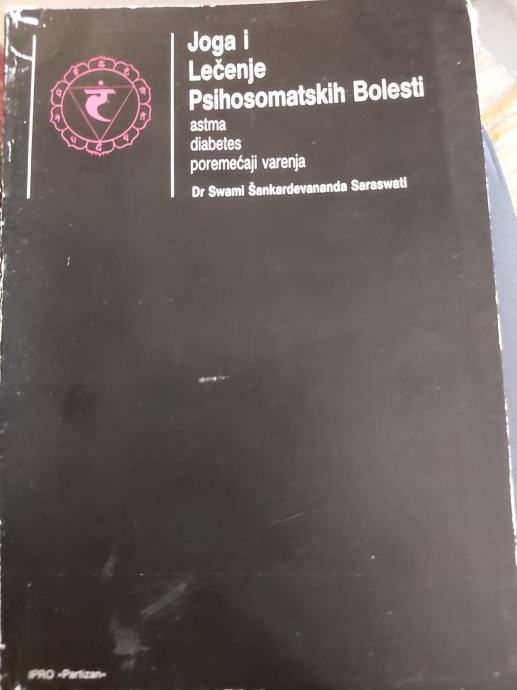 Joga i
Lečenje
Psihosomatskih Bolesti
astma
diabetes
poremećaji varenja
Dr Swami Šankardevananda Saraswati
रं
IPRO »Partizan«